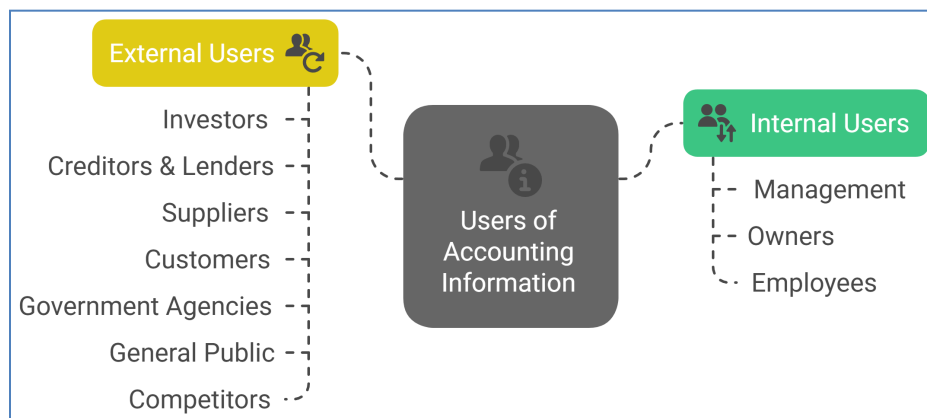 External Users
Investors
Creditors & Lenders
Suppliers
Customers
Government Agencies
General Public
Competitors
Users of
Accounting
Information
Internal Users
Management
Owners
Employees